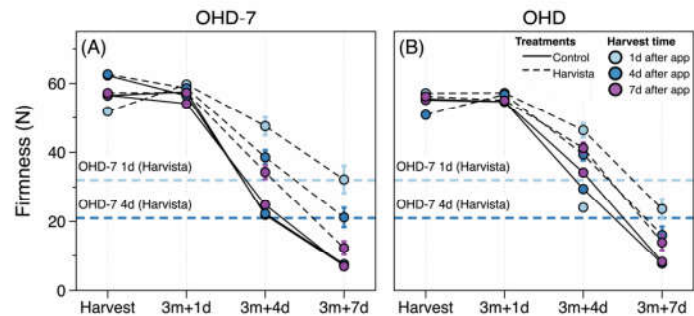 OHD-7
OHD
(A)
(B)
Treatments
Control
Harvista
Harvest time
1d after app
4d after app
7d after app
Firmness (N)
60
40
20
0
OHD-7 1d (Harvista)
OHD-7 4d (Harvista)
OHD-7 1d (Harvista)
OHD-7 4d (Harvista)
Harvest 3m+1d 3m+4d 3m+7d
Harvest 3m+1d 3m+4d 3m+7d